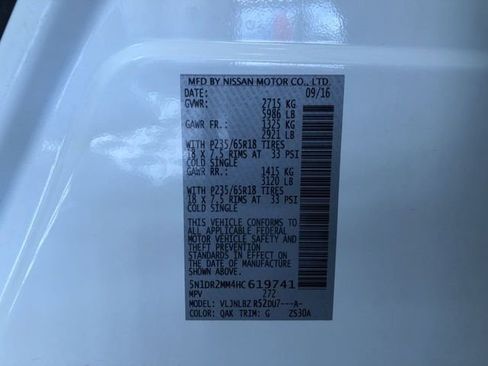 MFD BY NISSAN MOTOR CO., LTD.
DATE: 09/16
GVWR: 2715 KG
5986 LB
GAWR FR.: 1325 KG
2921 LB
WITH P235/65R18 TIRES
18 X 7.5 RIMS AT 33 PSI
COLD SINGLE
GAWR RR.: 1415 KG
3120 LB
WITH P235/65R18 TIRES
18 X 7.5 RIMS AT 33 PSI
COLD SINGLE
THIS VEHICLE CONFORMS TO
ALL APPLICABLE FEDERAL
MOTOR VEHICLE SAFETY AND
THEFT PREVENTION
STANDARDS IN EFFECT ON
THE DATE OF MANUFACTURE
SHOWN ABOVE.
5N1DR2MM4HC619741
MPV 272
MODEL: VLJNLBZ R52DU7---A-
COLOR: QAK TRIM: G ZS30A